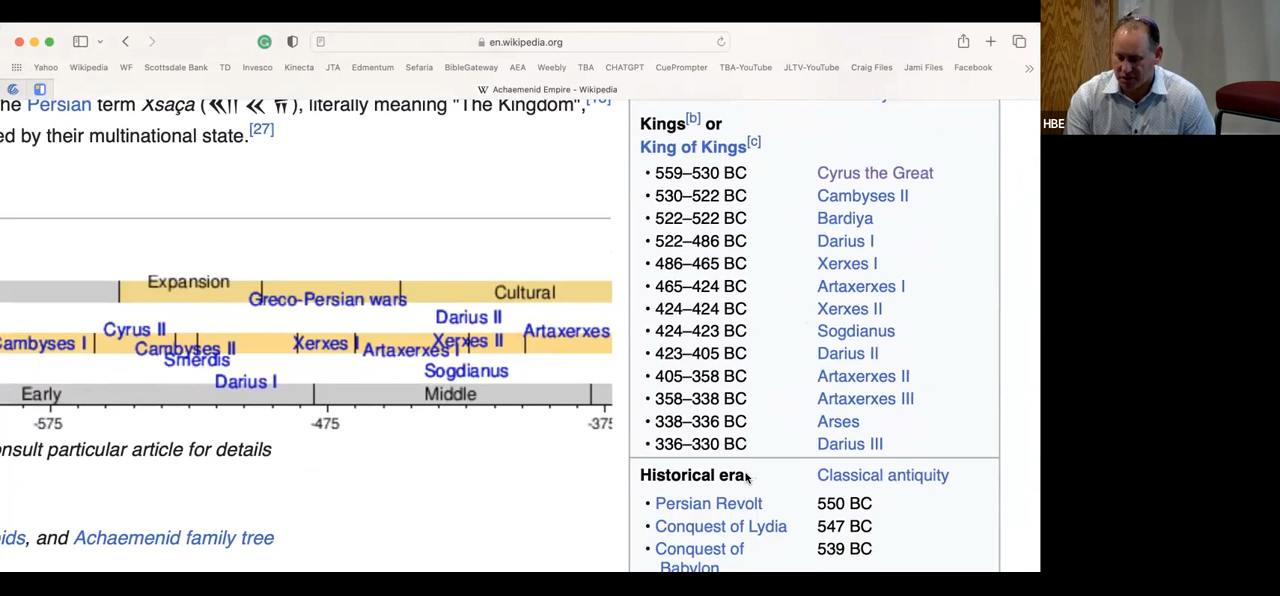 en.wikipedia.org
Yahoo Wikipedia WF Scottsdale Bank TD Invesco Kinecta JTA Edmentum Sefaria BibleGateway AEA Weebly TBA CHATGPT CuePrompter TBA-YouTube JLTV-YouTube Craig Files Jami Files Facebook
Achaemenid Empire - Wikipedia
HBE
he Persian term Xsaça ( ), literally meaning "The Kingdom",
ed by their multinational state.[27]
Expansion
Greco-Persian wars
Cultural
Darius II
Cyrus II
Artaxerxes
Cambyses I
Cambyses II
Xerxes I
Artaxerxes I
Xerxes II
Smerdis
Sogdianus
Darius I
Early
Middle
-575
-475
-375
onsult particular article for details
ids, and Achaemenid family tree
Kings[b] or
King of Kings[c]
• 559–530 BC Cyrus the Great
• 530–522 BC Cambyses II
• 522–522 BC Bardiya
• 522–486 BC Darius I
• 486–465 BC Xerxes I
• 465–424 BC Artaxerxes I
• 424–424 BC Xerxes II
• 424–423 BC Sogdianus
• 423–405 BC Darius II
• 405–358 BC Artaxerxes II
• 358–338 BC Artaxerxes III
• 338–336 BC Arses
• 336–330 BC Darius III
Historical era Classical antiquity
• Persian Revolt 550 BC
• Conquest of Lydia 547 BC
• Conquest of 539 BC
Babylon